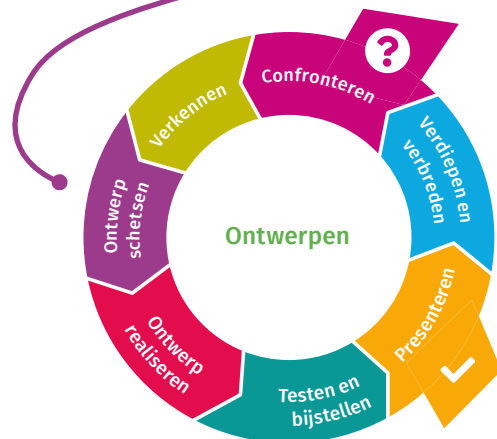 ?
Confronteren
Verkennen
Ontwerp
schetsen
Ontwerp
realiseren
Testen en
bijstellen
Presenteren
Verdiepen en
verbreden
Ontwerpen